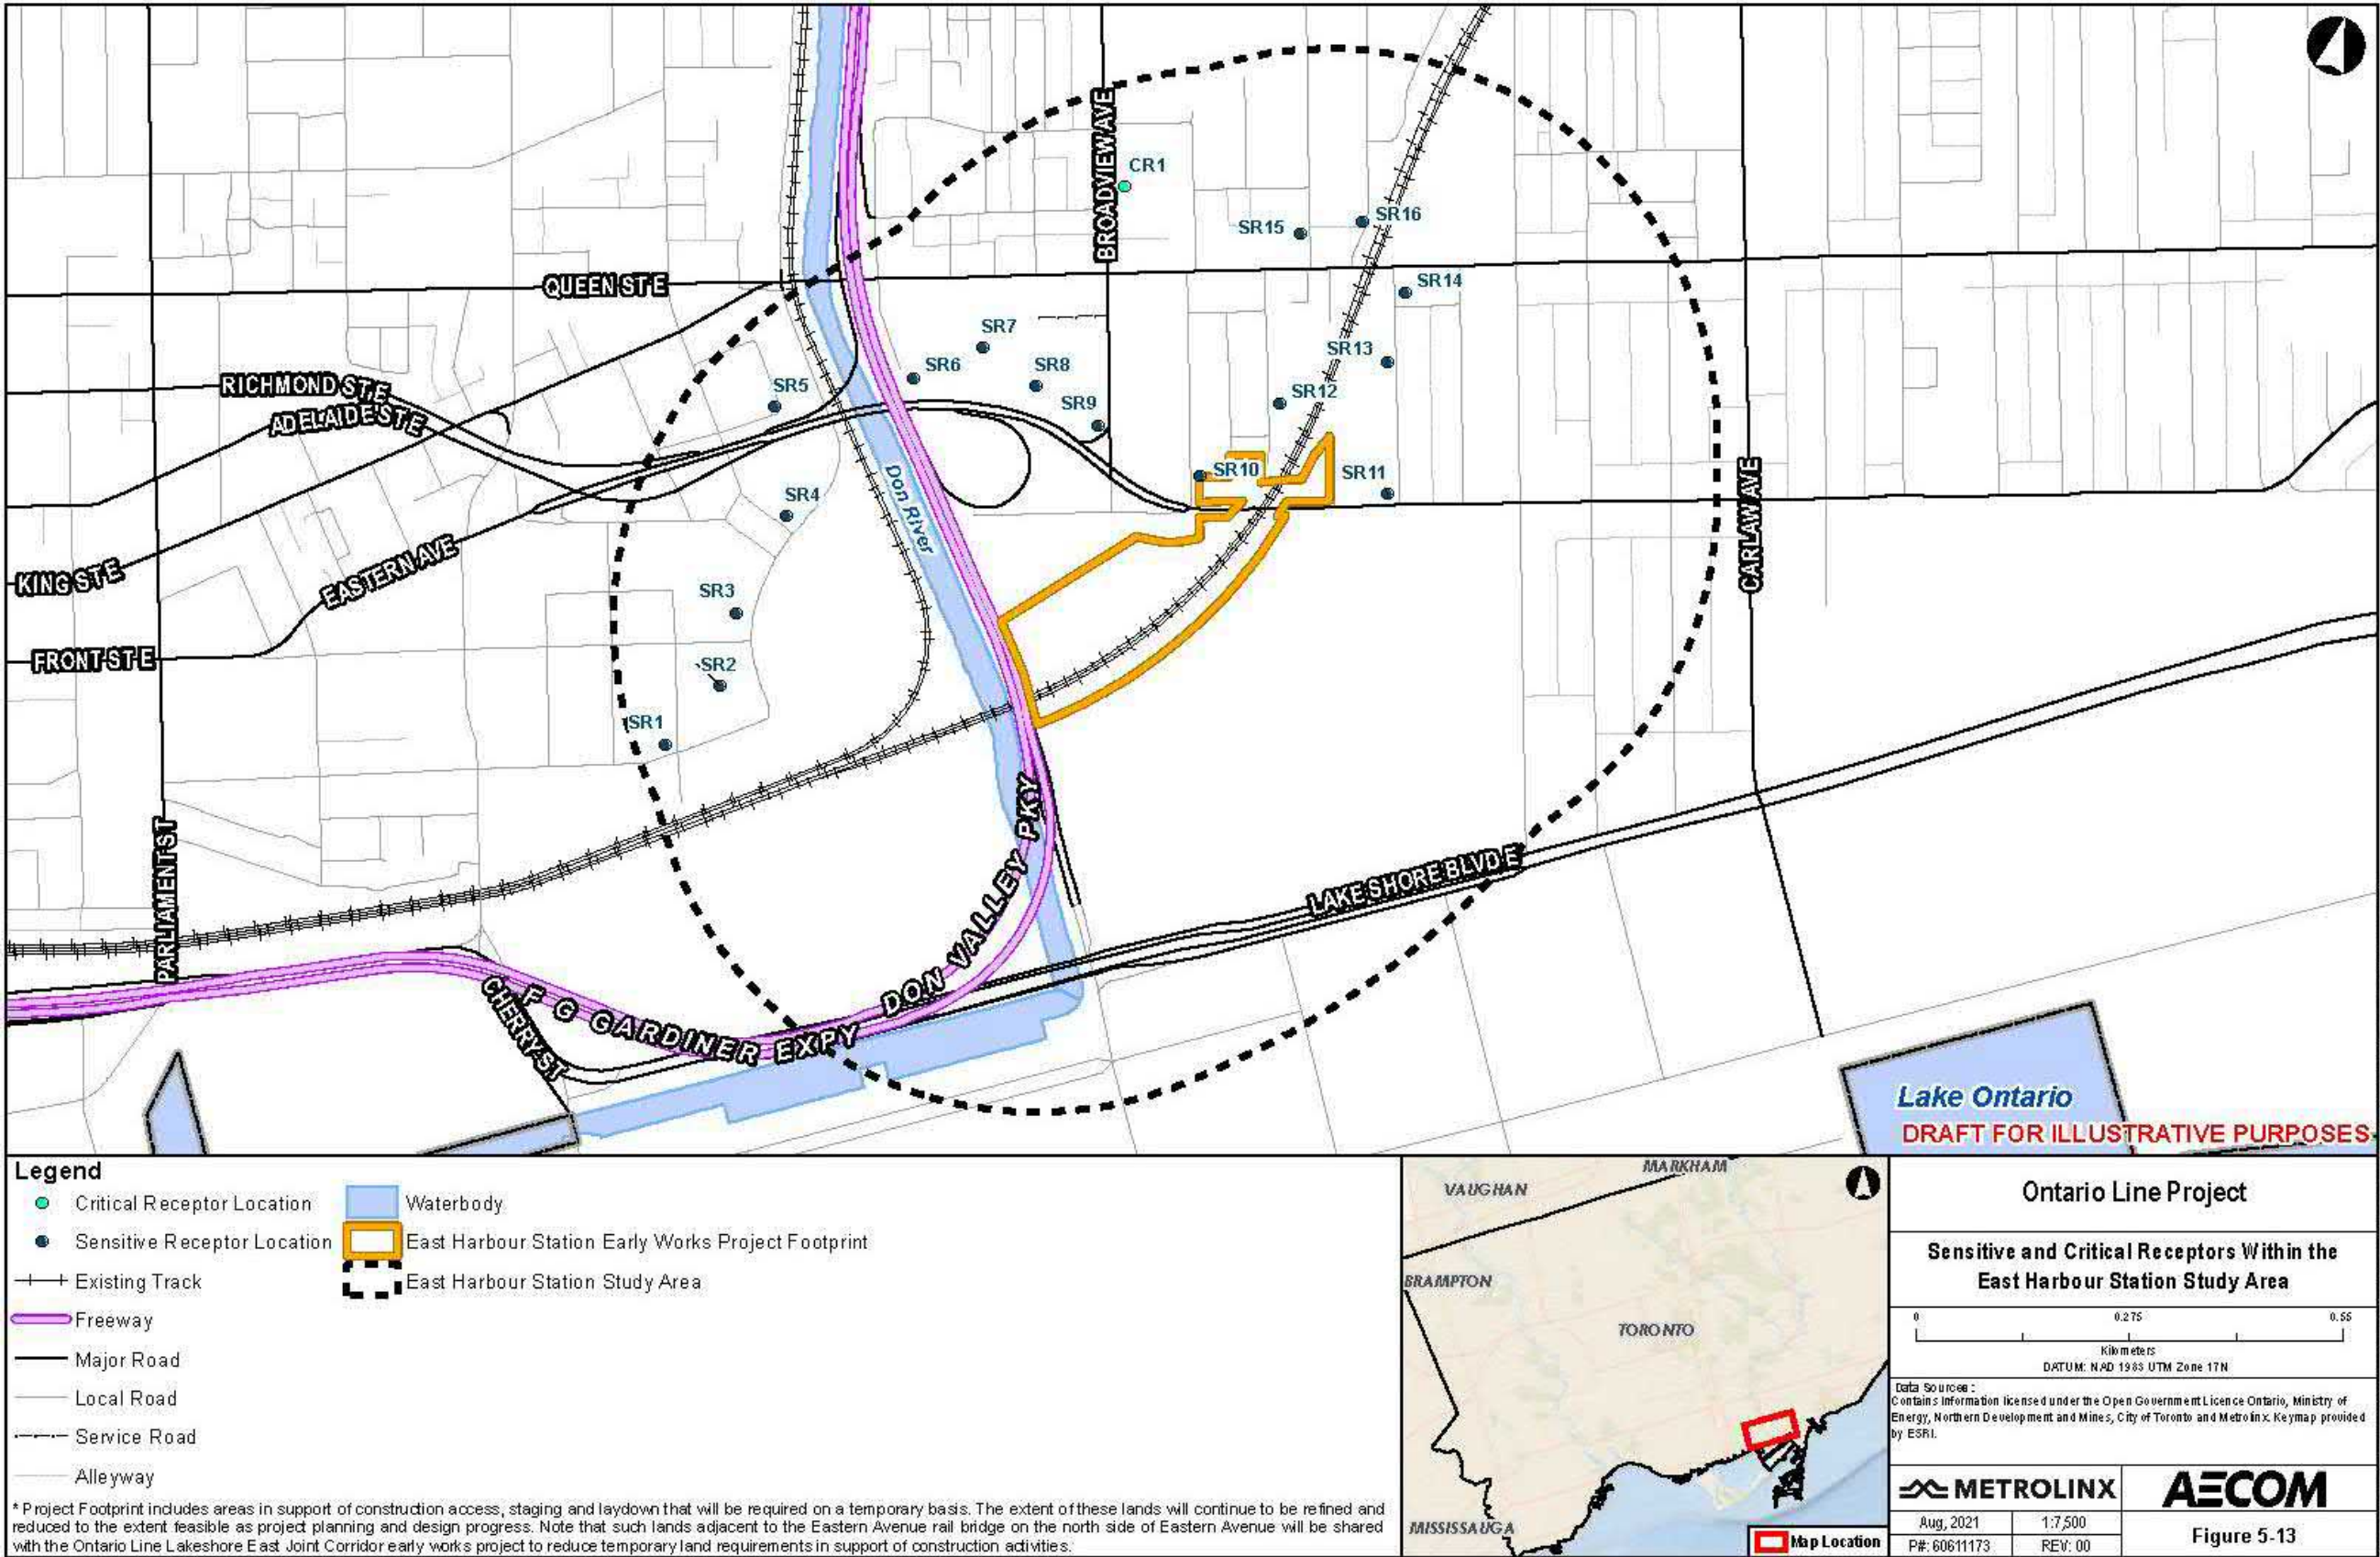 BROADVIEW AVE
CR1
SR16
SR15
QUEEN ST E
SR14
SR7
SR13
SR6
SR8
RICHMOND ST E
SR5
SR12
ADELAIDE ST E
SR9
SR10
SR11
Don River
SR4
CARLAW AVE
EASTERN AVE
KING ST E
SR3
FRONT ST E
SR2
SR1
DON VALLEY PKY
PARLIAMENT ST
LAKE SHORE BLVD E
CHERRY ST
F G GARDINER EXPY
Lake Ontario
DRAFT FOR ILLUSTRATIVE PURPOSES
Legend
Critical Receptor Location
Sensitive Receptor Location
Existing Track
Freeway
Major Road
Local Road
Service Road
Alleyway
Waterbody
East Harbour Station Early Works Project Footprint
East Harbour Station Study Area
* Project Footprint includes areas in support of construction access, staging and laydown that will be required on a temporary basis. The extent of these lands will continue to be refined and
reduced to the extent feasible as project planning and design progress. Note that such lands adjacent to the Eastern Avenue rail bridge on the north side of Eastern Avenue will be shared
with the Ontario Line Lakeshore East Joint Corridor early works project to reduce temporary land requirements in support of construction activities.
MARKHAM
VAUGHAN
BRAMPTON
TORONTO
MISSISSAUGA
Map Location
Ontario Line Project
Sensitive and Critical Receptors Within the
East Harbour Station Study Area
0 0.275 0.55
Kilometers
DATUM: NAD 1983 UTM Zone 17N
Data Sources:
Contains Information licensed under the Open Government Licence Ontario, Ministry of
Energy, Northern Development and Mines, City of Toronto and Metrolinx. Keymap provided
by ESRI.
METROLINX
AECOM
Aug, 2021
1:7,500
P#: 60611173
REV: 00
Figure 5-13